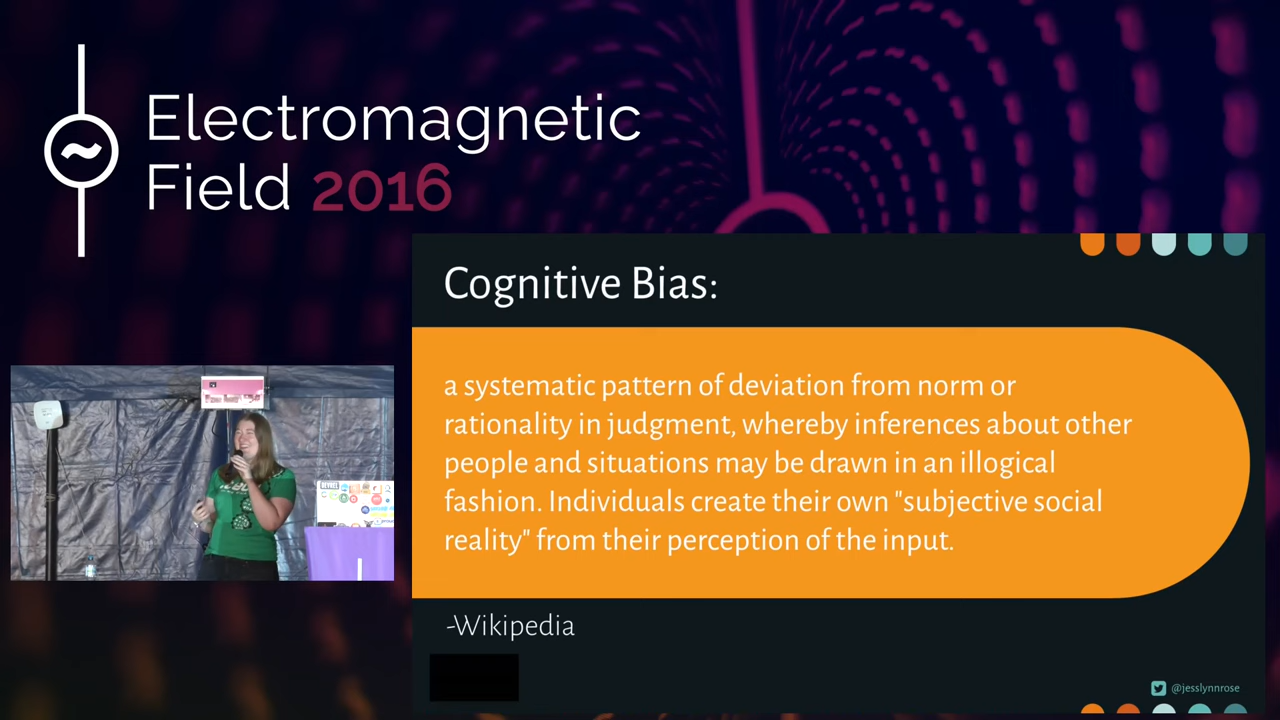 Electromagnetic
Field 2016
Cognitive Bias:
a systematic pattern of deviation from norm or
rationality in judgment, whereby inferences about other
people and situations may be drawn in an illogical
fashion. Individuals create their own "subjective social
reality" from their perception of the input.
-Wikipedia
@jesslynnrose